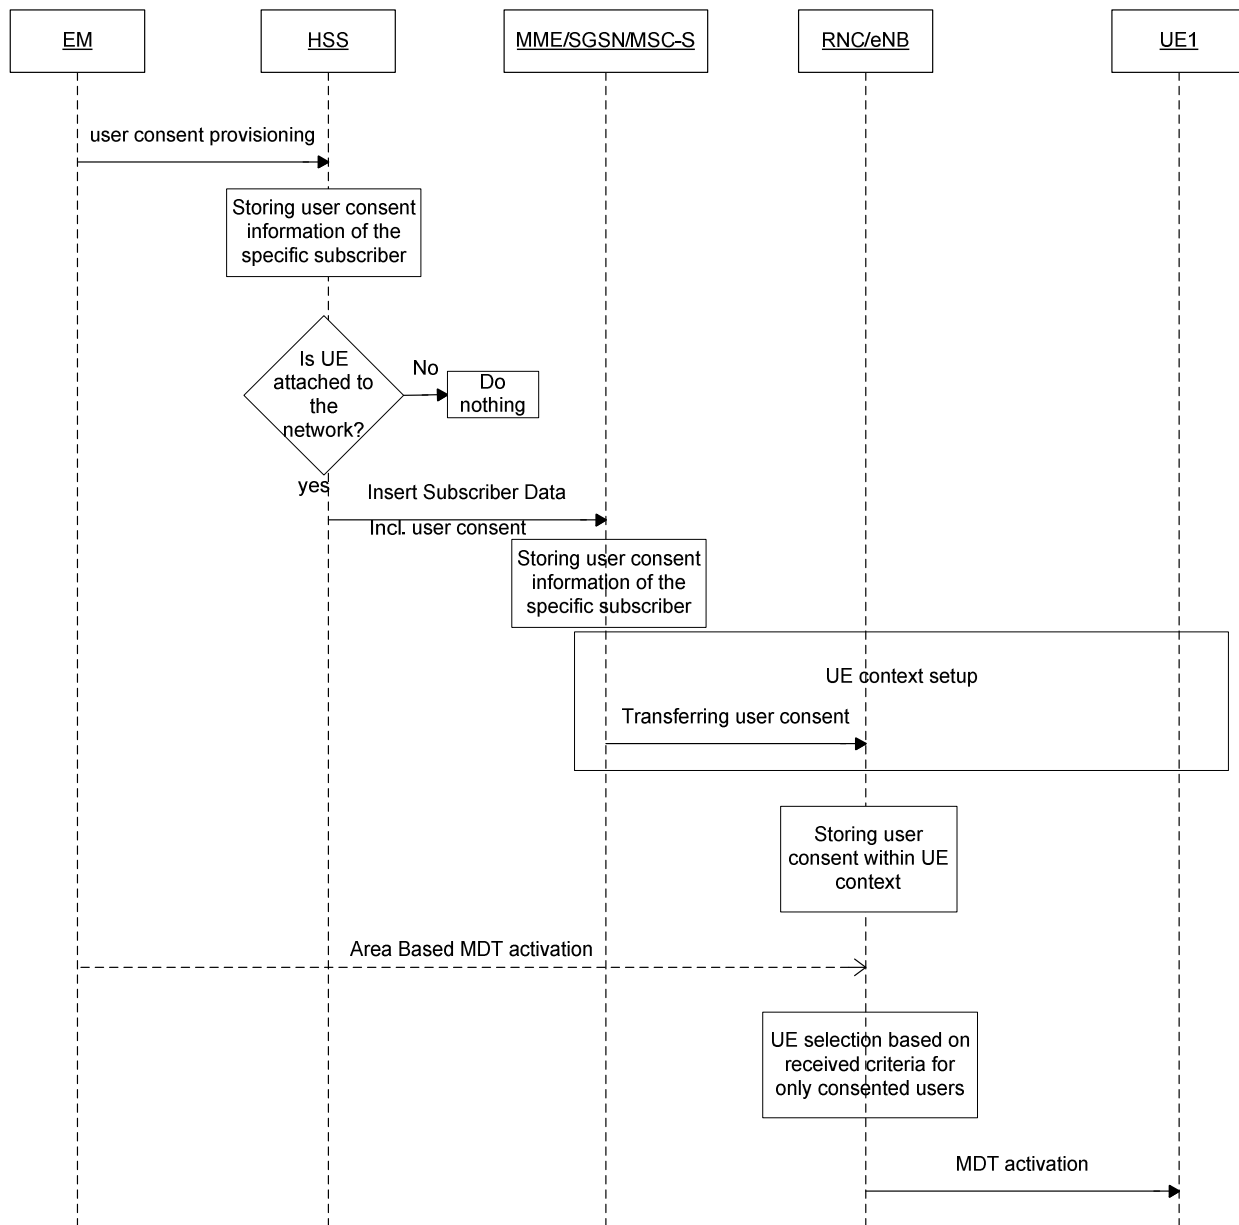 EM
HSS
MME/SGSN/MSC-S
RNC/eNB
UE1
user consent provisioning
Storing user consent
information of the
specific subscriber
Is UE
attached to
the
network?
No
Do
nothing
yes
Insert Subscriber Data
Incl. user consent
Storing user consent
information of the
specific subscriber
UE context setup
Transferring user consent
Storing user
consent within UE
context
Area Based MDT activation
UE selection based on
received criteria for
only consented users
MDT activation